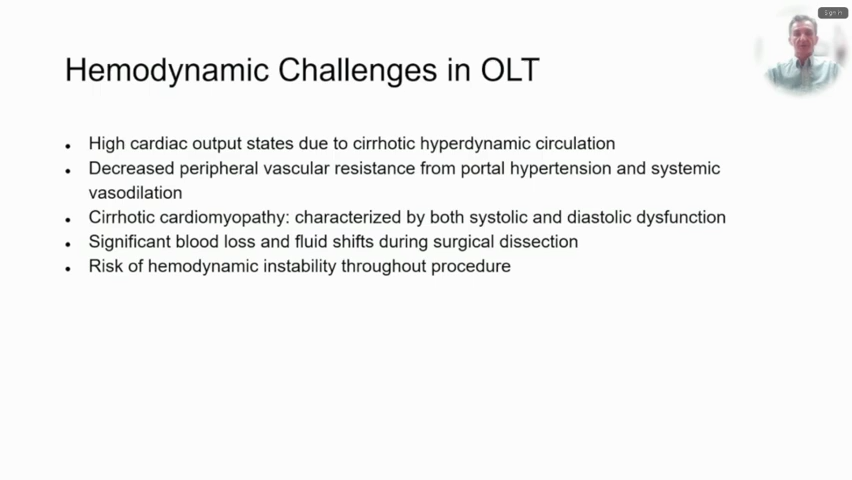 Sign in
Hemodynamic Challenges in OLT
• High cardiac output states due to cirrhotic hyperdynamic circulation
• Decreased peripheral vascular resistance from portal hypertension and systemic
vasodilation
• Cirrhotic cardiomyopathy: characterized by both systolic and diastolic dysfunction
• Significant blood loss and fluid shifts during surgical dissection
• Risk of hemodynamic instability throughout procedure